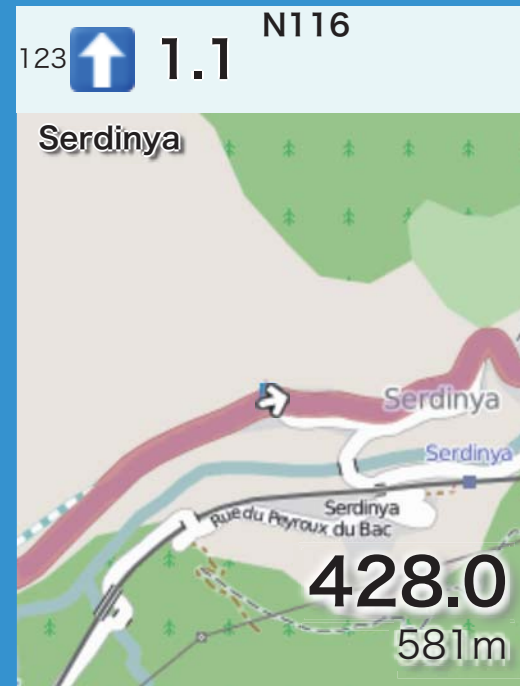 N116
123
1.1
Serdinya
Serdinya
Serdinya
Serdinya
Rue du Peyroux du Bac
428.0
581m